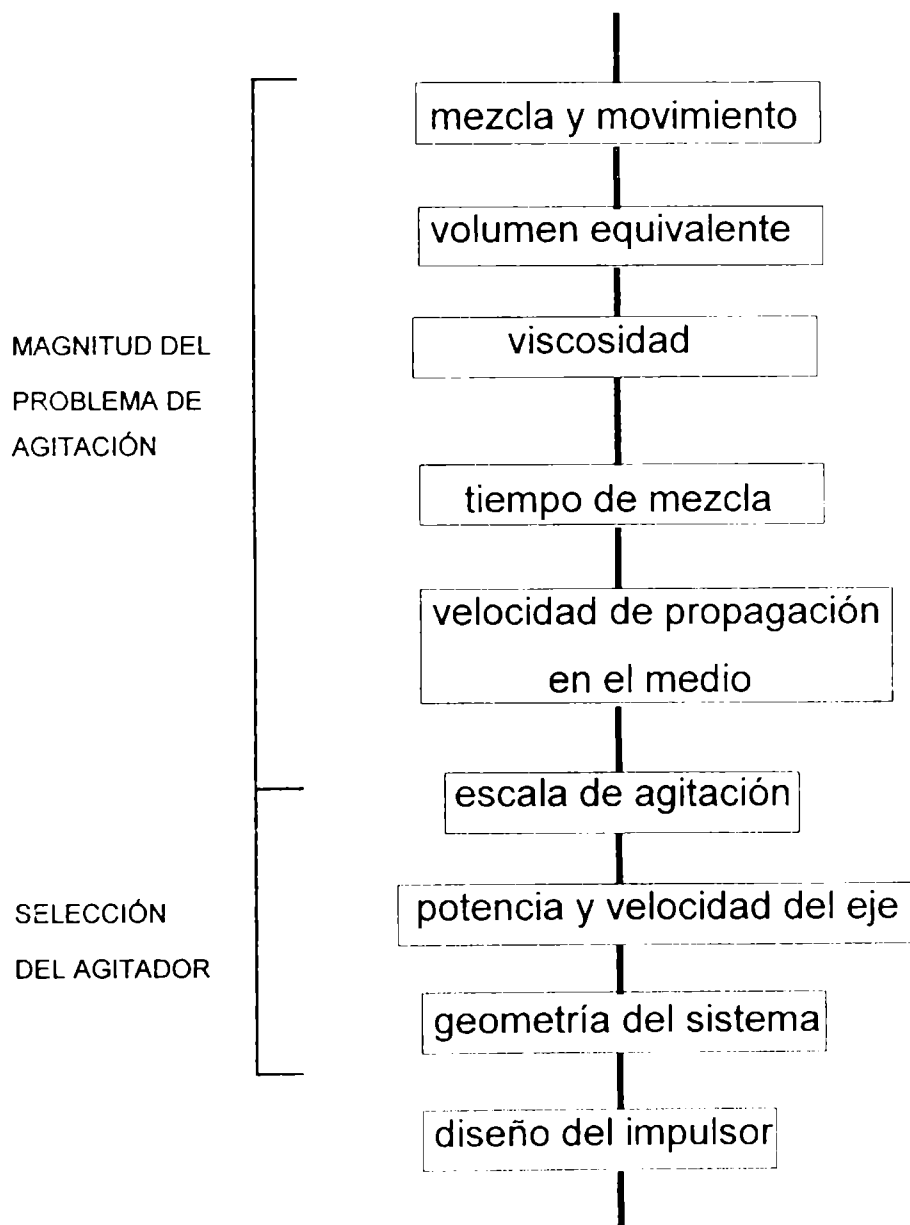 mezcla y movimiento
volumen equivalente
viscosidad
MAGNITUD DEL
PROBLEMA DE
AGITACIÓN
tiempo de mezcla
velocidad de propagación
en el medio
escala de agitación
potencia y velocidad del eje
SELECCIÓN
DEL AGITADOR
geometría del sistema
diseño del impulsor